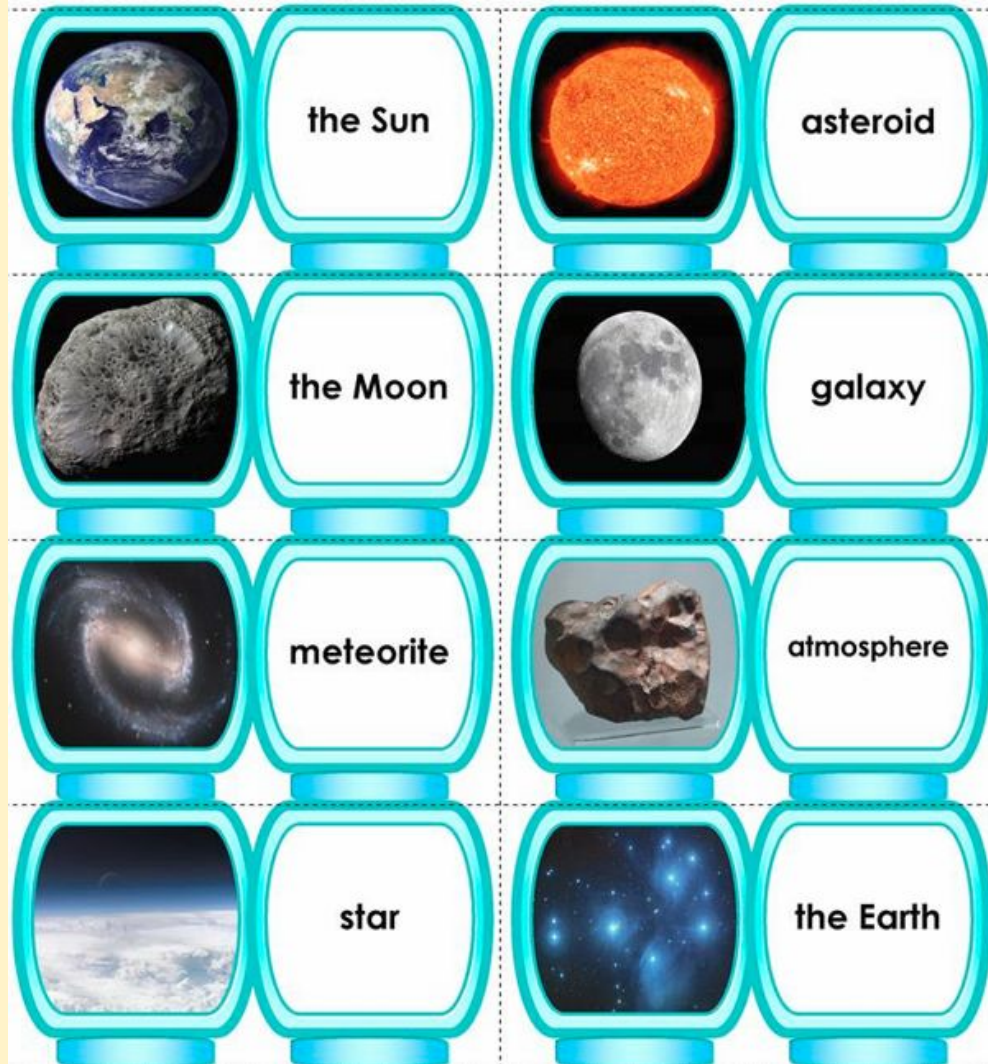 the Sun
asteroid
the Moon
galaxy
meteorite
atmosphere
star
the Earth